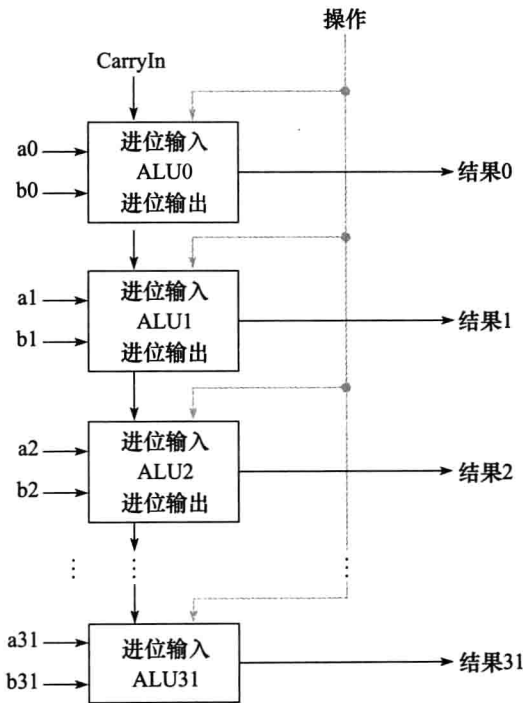 操作
CarryIn
a0
b0
进位输入
ALU0
进位输出
结果0
a1
b1
进位输入
ALU1
进位输出
结果1
a2
b2
进位输入
ALU2
进位输出
结果2
a31
b31
进位输入
ALU31
结果31